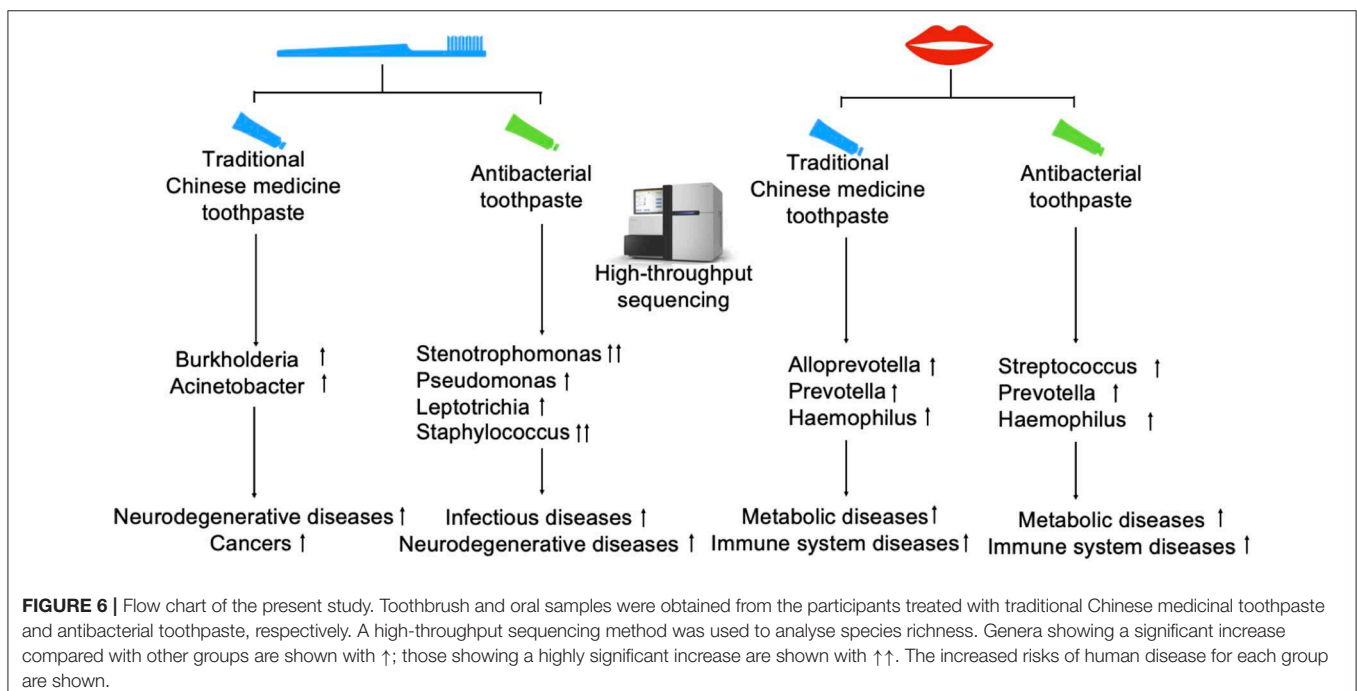 Traditional
Chinese medicine
toothpaste
Antibacterial
toothpaste
High-throughput
sequencing
Traditional
Chinese medicine
toothpaste
Antibacterial
toothpaste
Burkholderia ↑
Acinetobacter ↑
Stenotrophomonas ↑↑
Pseudomonas ↑
Leptotrichia ↑
Staphylococcus ↑↑
Alloprevotella ↑
Prevotella ↑
Haemophilus ↑
Streptococcus ↑
Prevotella ↑
Haemophilus ↑
Neurodegenerative diseases ↑
Cancers ↑
Infectious diseases ↑
Neurodegenerative diseases ↑
Metabolic diseases ↑
Immune system diseases ↑
Metabolic diseases ↑
Immune system diseases ↑
FIGURE 6 | Flow chart of the present study. Toothbrush and oral samples were obtained from the participants treated with traditional Chinese medicinal toothpaste
and antibacterial toothpaste, respectively. A high-throughput sequencing method was used to analyse species richness. Genera showing a significant increase
compared with other groups are shown with ↑; those showing a highly significant increase are shown with ↑↑. The increased risks of human disease for each group
are shown.